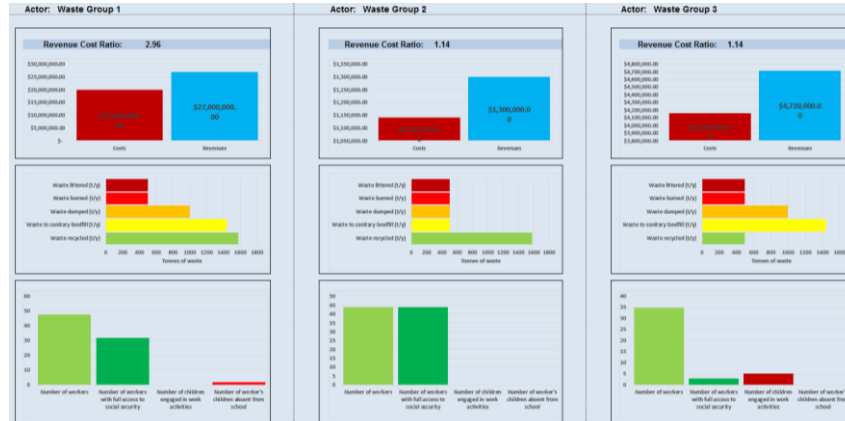 Actor: Waste Group 1
Revenue Cost Ratio: 2.96
$30,000,000.00
$25,000,000.00
$20,000,000.00
$15,000,000.00
$10,000,000.00
$5,000,000.00
$-
$27,000,000.
00
Costs
Revenues
Waste littered (t/y)
Waste burned (t/y)
Waste dumped (t/y)
Waste to sanitary landfill (t/y)
Waste recycled (t/y)
0 200 400 600 800 1000 1200 1400 1600 1800
Tonnes of waste
60
50
40
30
20
10
0
Number of workers
Number of workers
with full access to
social security
Number of children
engaged in work
activities
Number of worker's
children absent from
school
Actor: Waste Group 2
Revenue Cost Ratio: 1.14
$1,350,000.00
$1,300,000.00
$1,250,000.00
$1,200,000.00
$1,150,000.00
$1,100,000.00
$1,050,000.00
$1,300,000.0
0
Costs
Revenues
Waste littered (t/y)
Waste burned (t/y)
Waste dumped (t/y)
Waste to sanitary landfill (t/y)
Waste recycled (t/y)
0 200 400 600 800 1000 1200 1400 1600 1800
Tonnes of waste
50
45
40
35
30
25
20
15
10
5
0
Number of workers
Number of workers
with full access to
social security
Number of children
engaged in work
activities
Number of worker's
children absent from
school
Actor: Waste Group 3
Revenue Cost Ratio: 1.14
$4,800,000.00
$4,700,000.00
$4,600,000.00
$4,500,000.00
$4,400,000.00
$4,300,000.00
$4,200,000.00
$4,100,000.00
$4,000,000.00
$3,900,000.00
$3,800,000.00
$4,720,000.0
0
Costs
Revenues
Waste littered (t/y)
Waste burned (t/y)
Waste dumped (t/y)
Waste to sanitary landfill (t/y)
Waste recycled (t/y)
0 200 400 600 800 1000 1200 1400 1600
Tonnes of waste
40
35
30
25
20
15
10
5
0
Number of workers
Number of workers
with full access to
social security
Number of children
engaged in work
activities
Number of worker'
children absent from
school